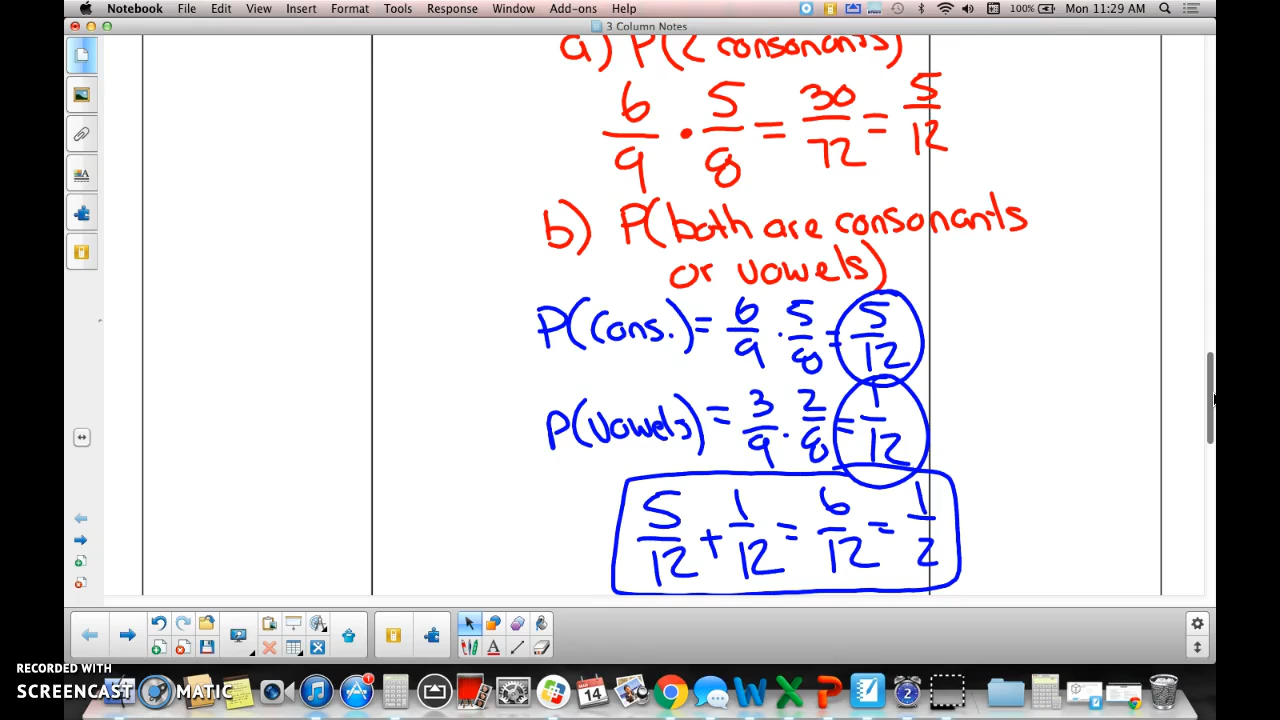 Notebook File Edit View Insert Format Tools Response Window Add-ons Help 100% Mon 11:29 AM
3 Column Notes
a) P(2 consonants)
6/9 · 5/8 = 30/72 = 5/12
b) P(both are consonants
or vowels)
P(cons.) = 6/9 · 5/8 = 5/12
P(vowels) = 3/9 · 2/8 = 1/12
5/12 + 1/12 = 6/12 = 1/2
A
RECORDED WITH
SCREENCAST MATIC
1
MAR
14
W X P 2